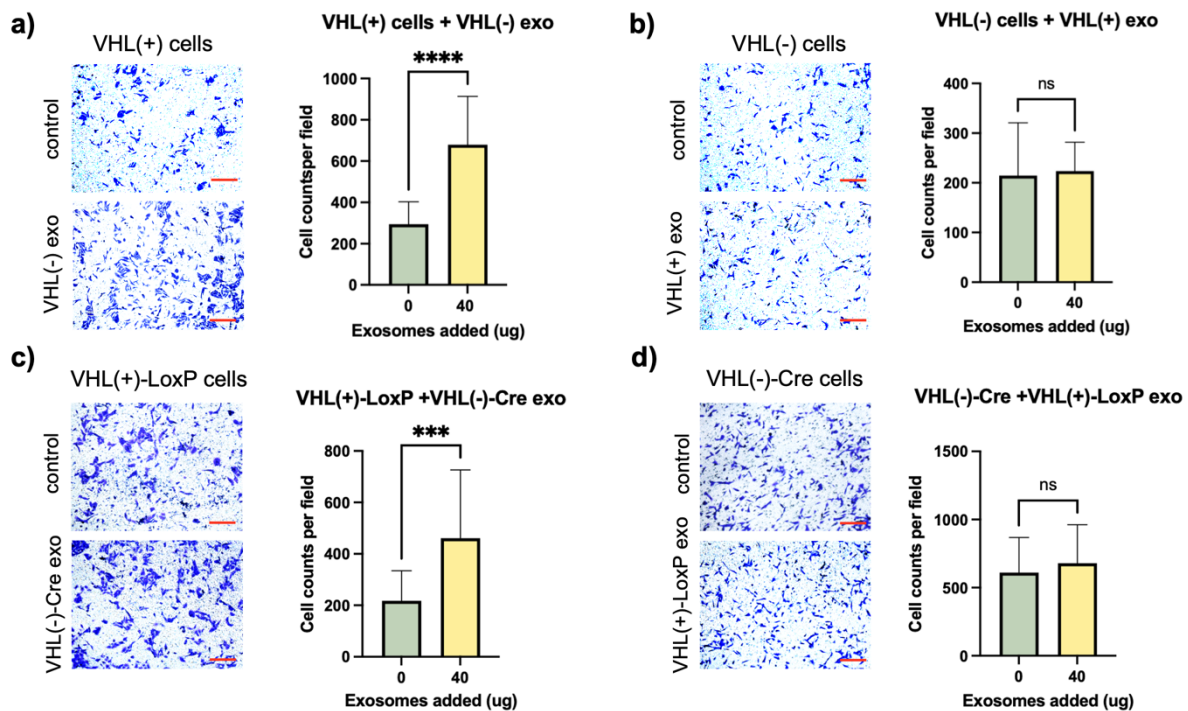 a)
VHL(+) cells
control
VHL(-) exo
VHL(+) cells + VHL(-) exo
****
Cell countsper field
1000
800
600
400
200
0
0
40
Exosomes added (ug)
b)
VHL(-) cells
control
VHL(+) exo
VHL(-) cells + VHL(+) exo
ns
Cell counts per field
400
300
200
100
0
0
40
Exosomes added (ug)
c)
VHL(+)-LoxP cells
control
VHL(-)-Cre exo
VHL(+)-LoxP +VHL(-)-Cre exo
***
Cell counts per field
800
600
400
200
0
0
40
Exosomes added (ug)
d)
VHL(-)-Cre cells
control
VHL(+)-LoxP exo
VHL(-)-Cre +VHL(+)-LoxP exo
ns
Cell counts per field
1500
1000
500
0
0
40
Exosomes added (ug)